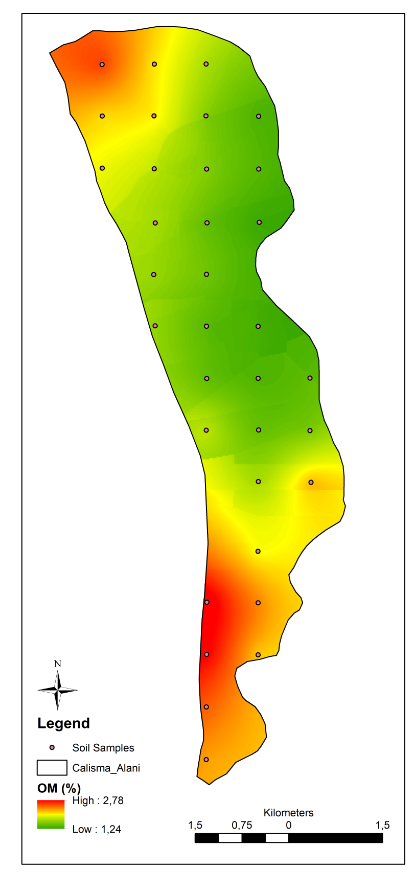 N
Legend
Soil Samples
Calisma_Alani
OM (%)
High : 2,78
Low : 1,24
Kilometers
1,5 0,75 0 1,5